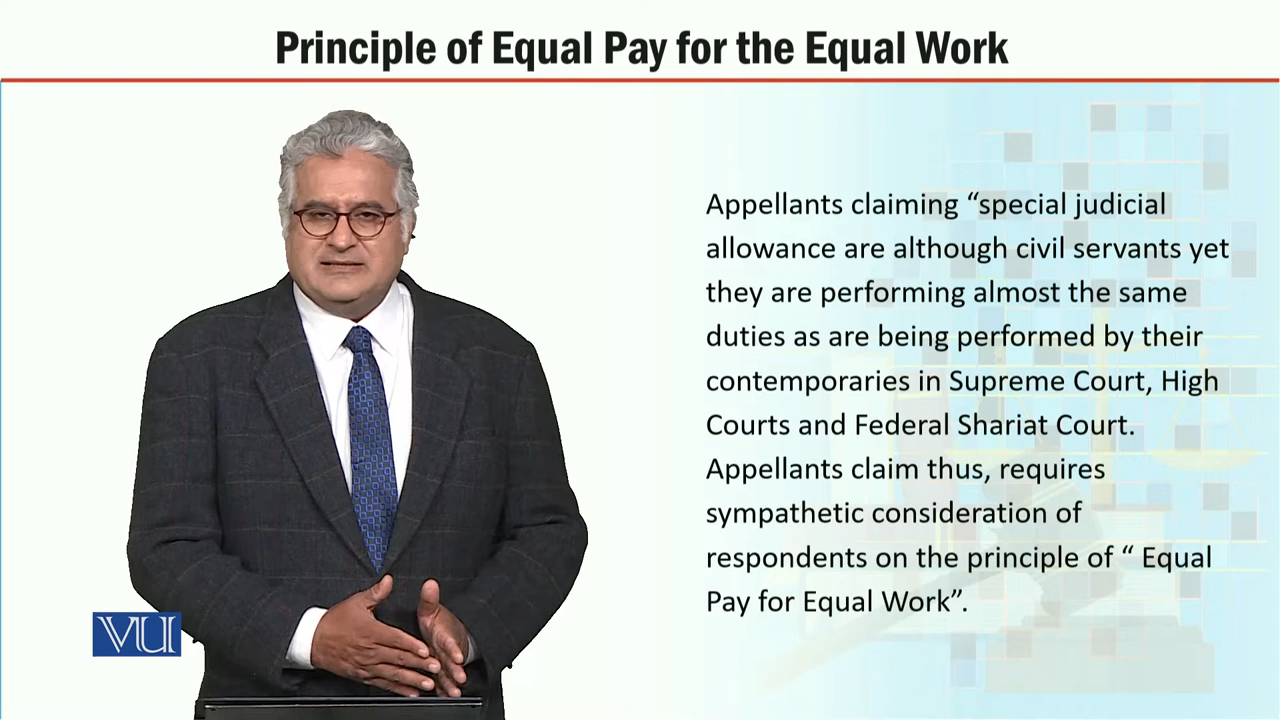 Principle of Equal Pay for the Equal Work
Appellants claiming “special judicial
allowance are although civil servants yet
they are performing almost the same
duties as are being performed by their
contemporaries in Supreme Court, High
Courts and Federal Shariat Court.
Appellants claim thus, requires
sympathetic consideration of
respondents on the principle of “ Equal
Pay for Equal Work”.
VU